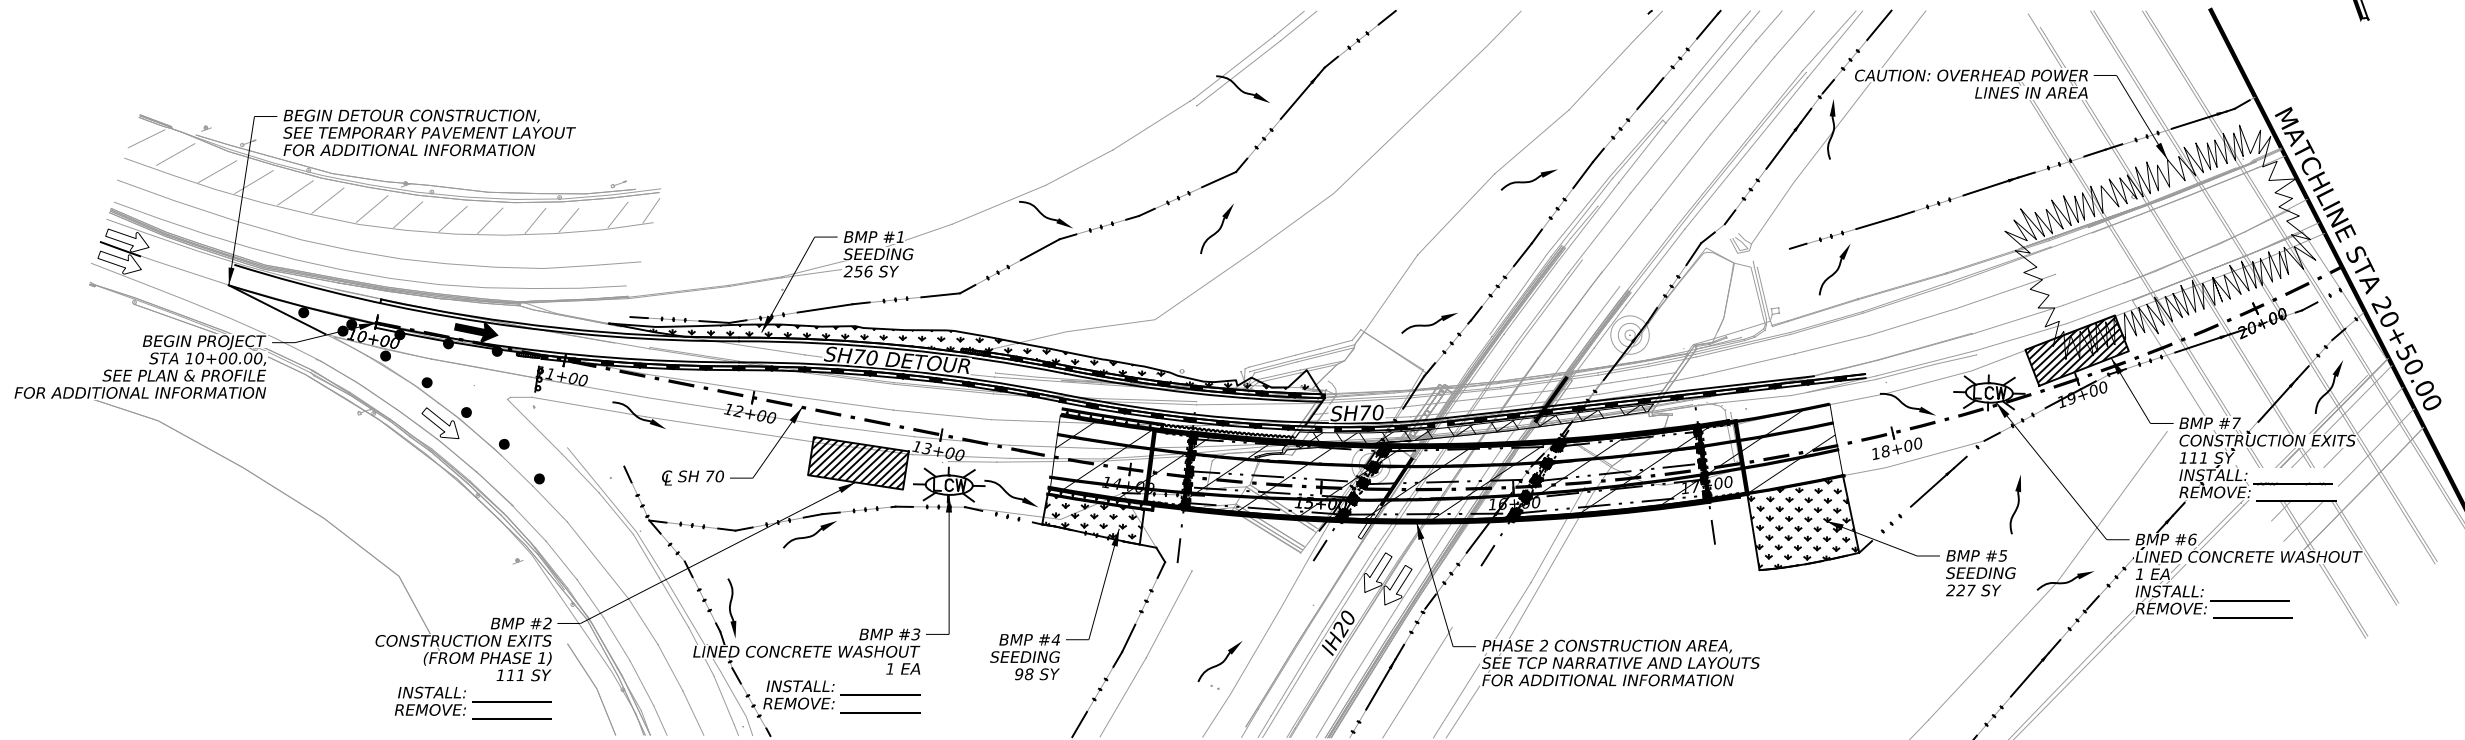 CAUTION: OVERHEAD POWER
LINES IN AREA
BEGIN DETOUR CONSTRUCTION,
SEE TEMPORARY PAVEMENT LAYOUT
FOR ADDITIONAL INFORMATION
MATCHLINE STA 20+50.00
BMP #1
SEEDING
256 SY
BEGIN PROJECT
STA 10+00.00,
SEE PLAN & PROFILE
FOR ADDITIONAL INFORMATION
10+00
11+00
12+00
13+00
14+00
15+00
16+00
17+00
18+00
19+00
20+00
SH70 DETOUR
SH70
℄ SH 70
CW
CW
IH20
BMP #7
CONSTRUCTION EXITS
111 SY
INSTALL:
REMOVE:
BMP #6
LINED CONCRETE WASHOUT
1 EA
INSTALL:
REMOVE:
BMP #5
SEEDING
227 SY
BMP #2
CONSTRUCTION EXITS
(FROM PHASE 1)
111 SY
INSTALL:
REMOVE:
BMP #3
LINED CONCRETE WASHOUT
1 EA
INSTALL:
REMOVE:
BMP #4
SEEDING
98 SY
PHASE 2 CONSTRUCTION AREA,
SEE TCP NARRATIVE AND LAYOUTS
FOR ADDITIONAL INFORMATION